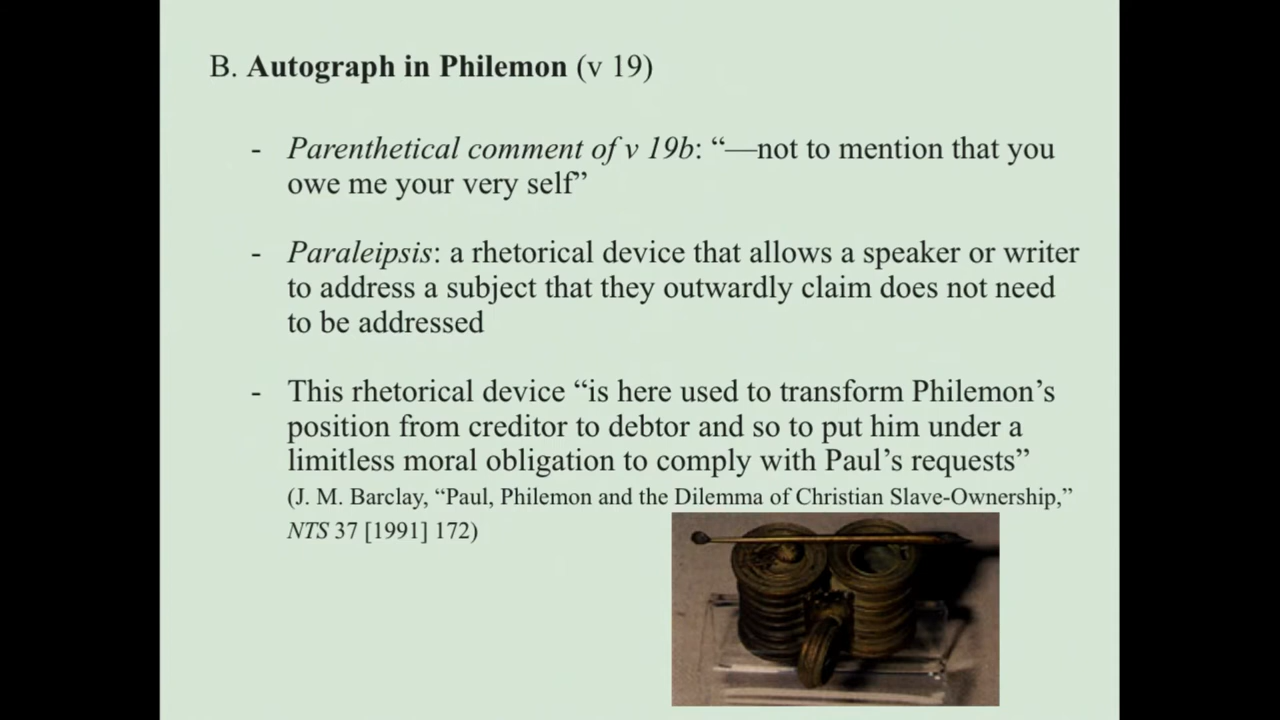 B. Autograph in Philemon (v 19)
- Parenthetical comment of v 19b: “—not to mention that you
owe me your very self”
- Paraleipsis: a rhetorical device that allows a speaker or writer
to address a subject that they outwardly claim does not need
to be addressed
- This rhetorical device “is here used to transform Philemon’s
position from creditor to debtor and so to put him under a
limitless moral obligation to comply with Paul’s requests”
(J. M. Barclay, “Paul, Philemon and the Dilemma of Christian Slave-Ownership,”
NTS 37 [1991] 172)